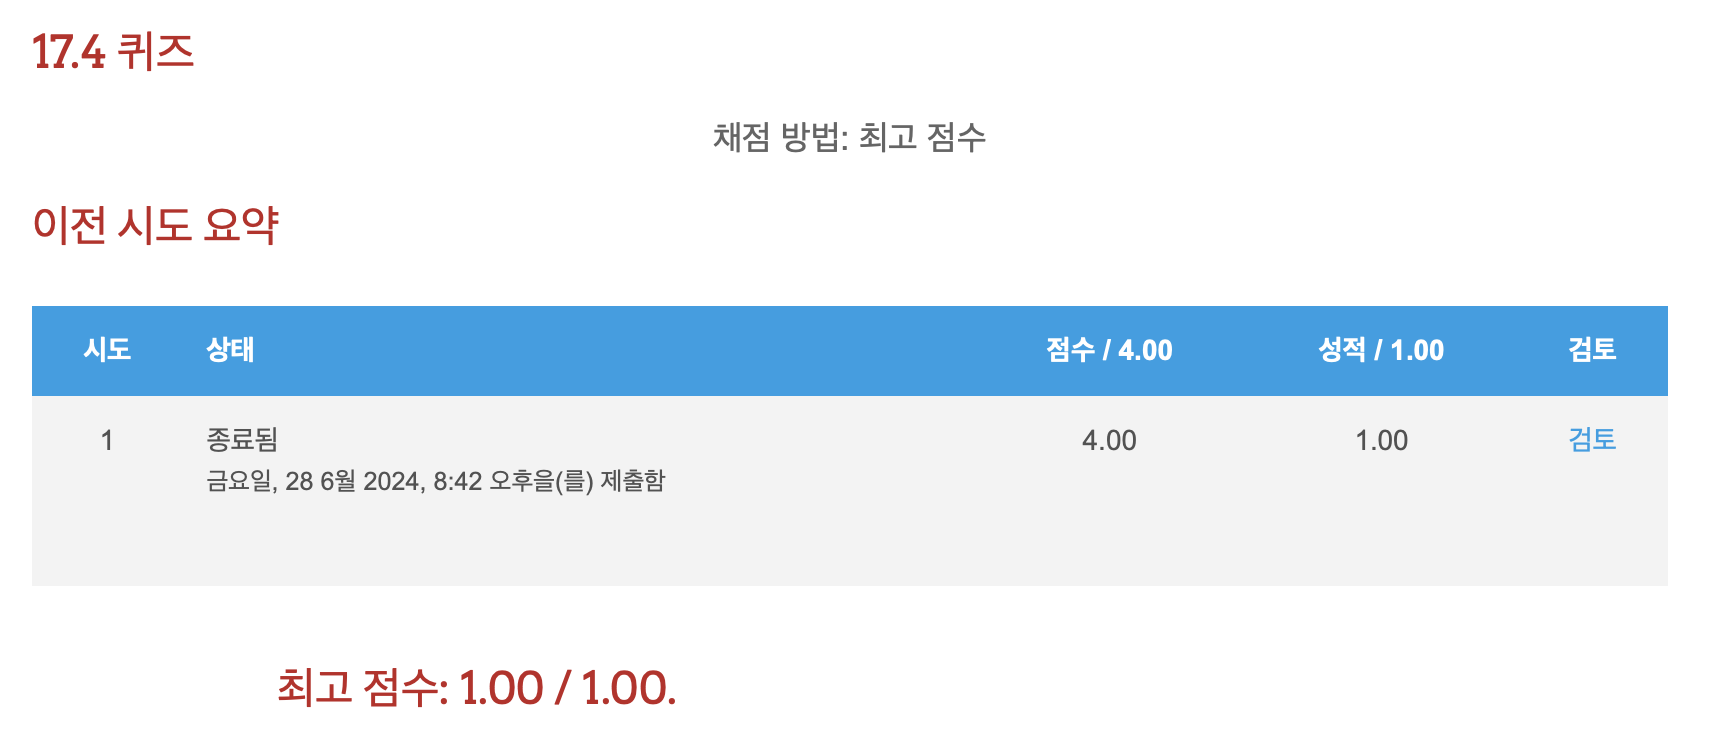 17.4 퀴즈
채점 방법: 최고 점수
이전 시도 요약
시도 상태 점수 / 4.00 성적 / 1.00 검토
1 종료됨 4.00 1.00 검토
금요일, 28 6월 2024, 8:42 오후을(를) 제출함
최고 점수: 1.00 / 1.00.